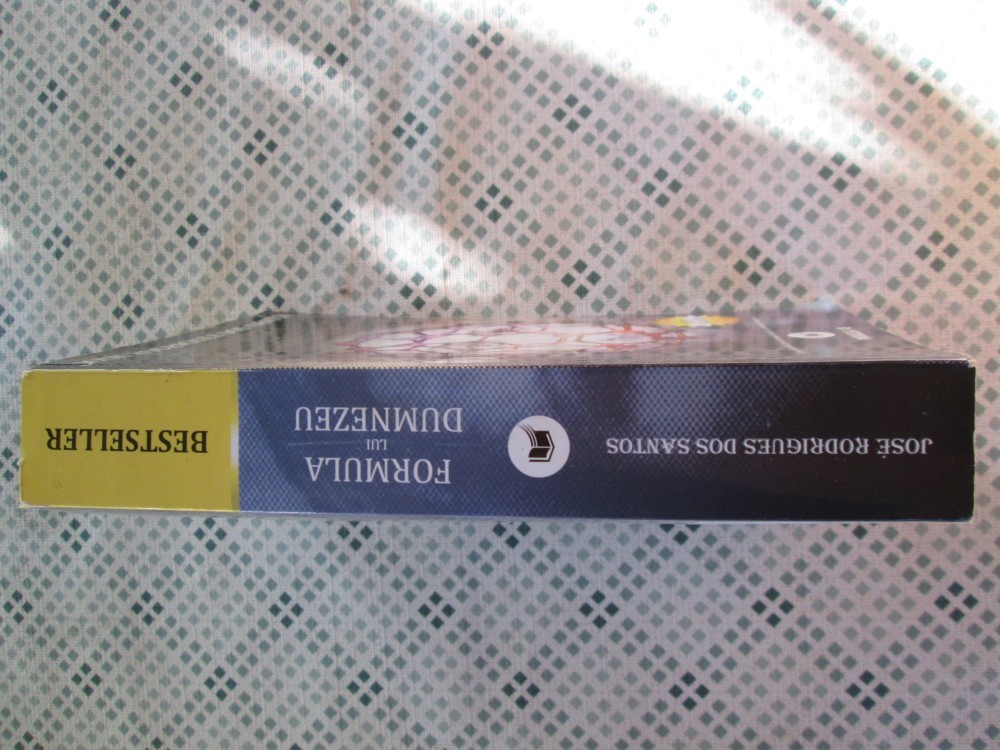 JOSÉ RODRIGUES DOS SANTOS
FORMULA
LUI
DUMNEZEU
BESTSELLER